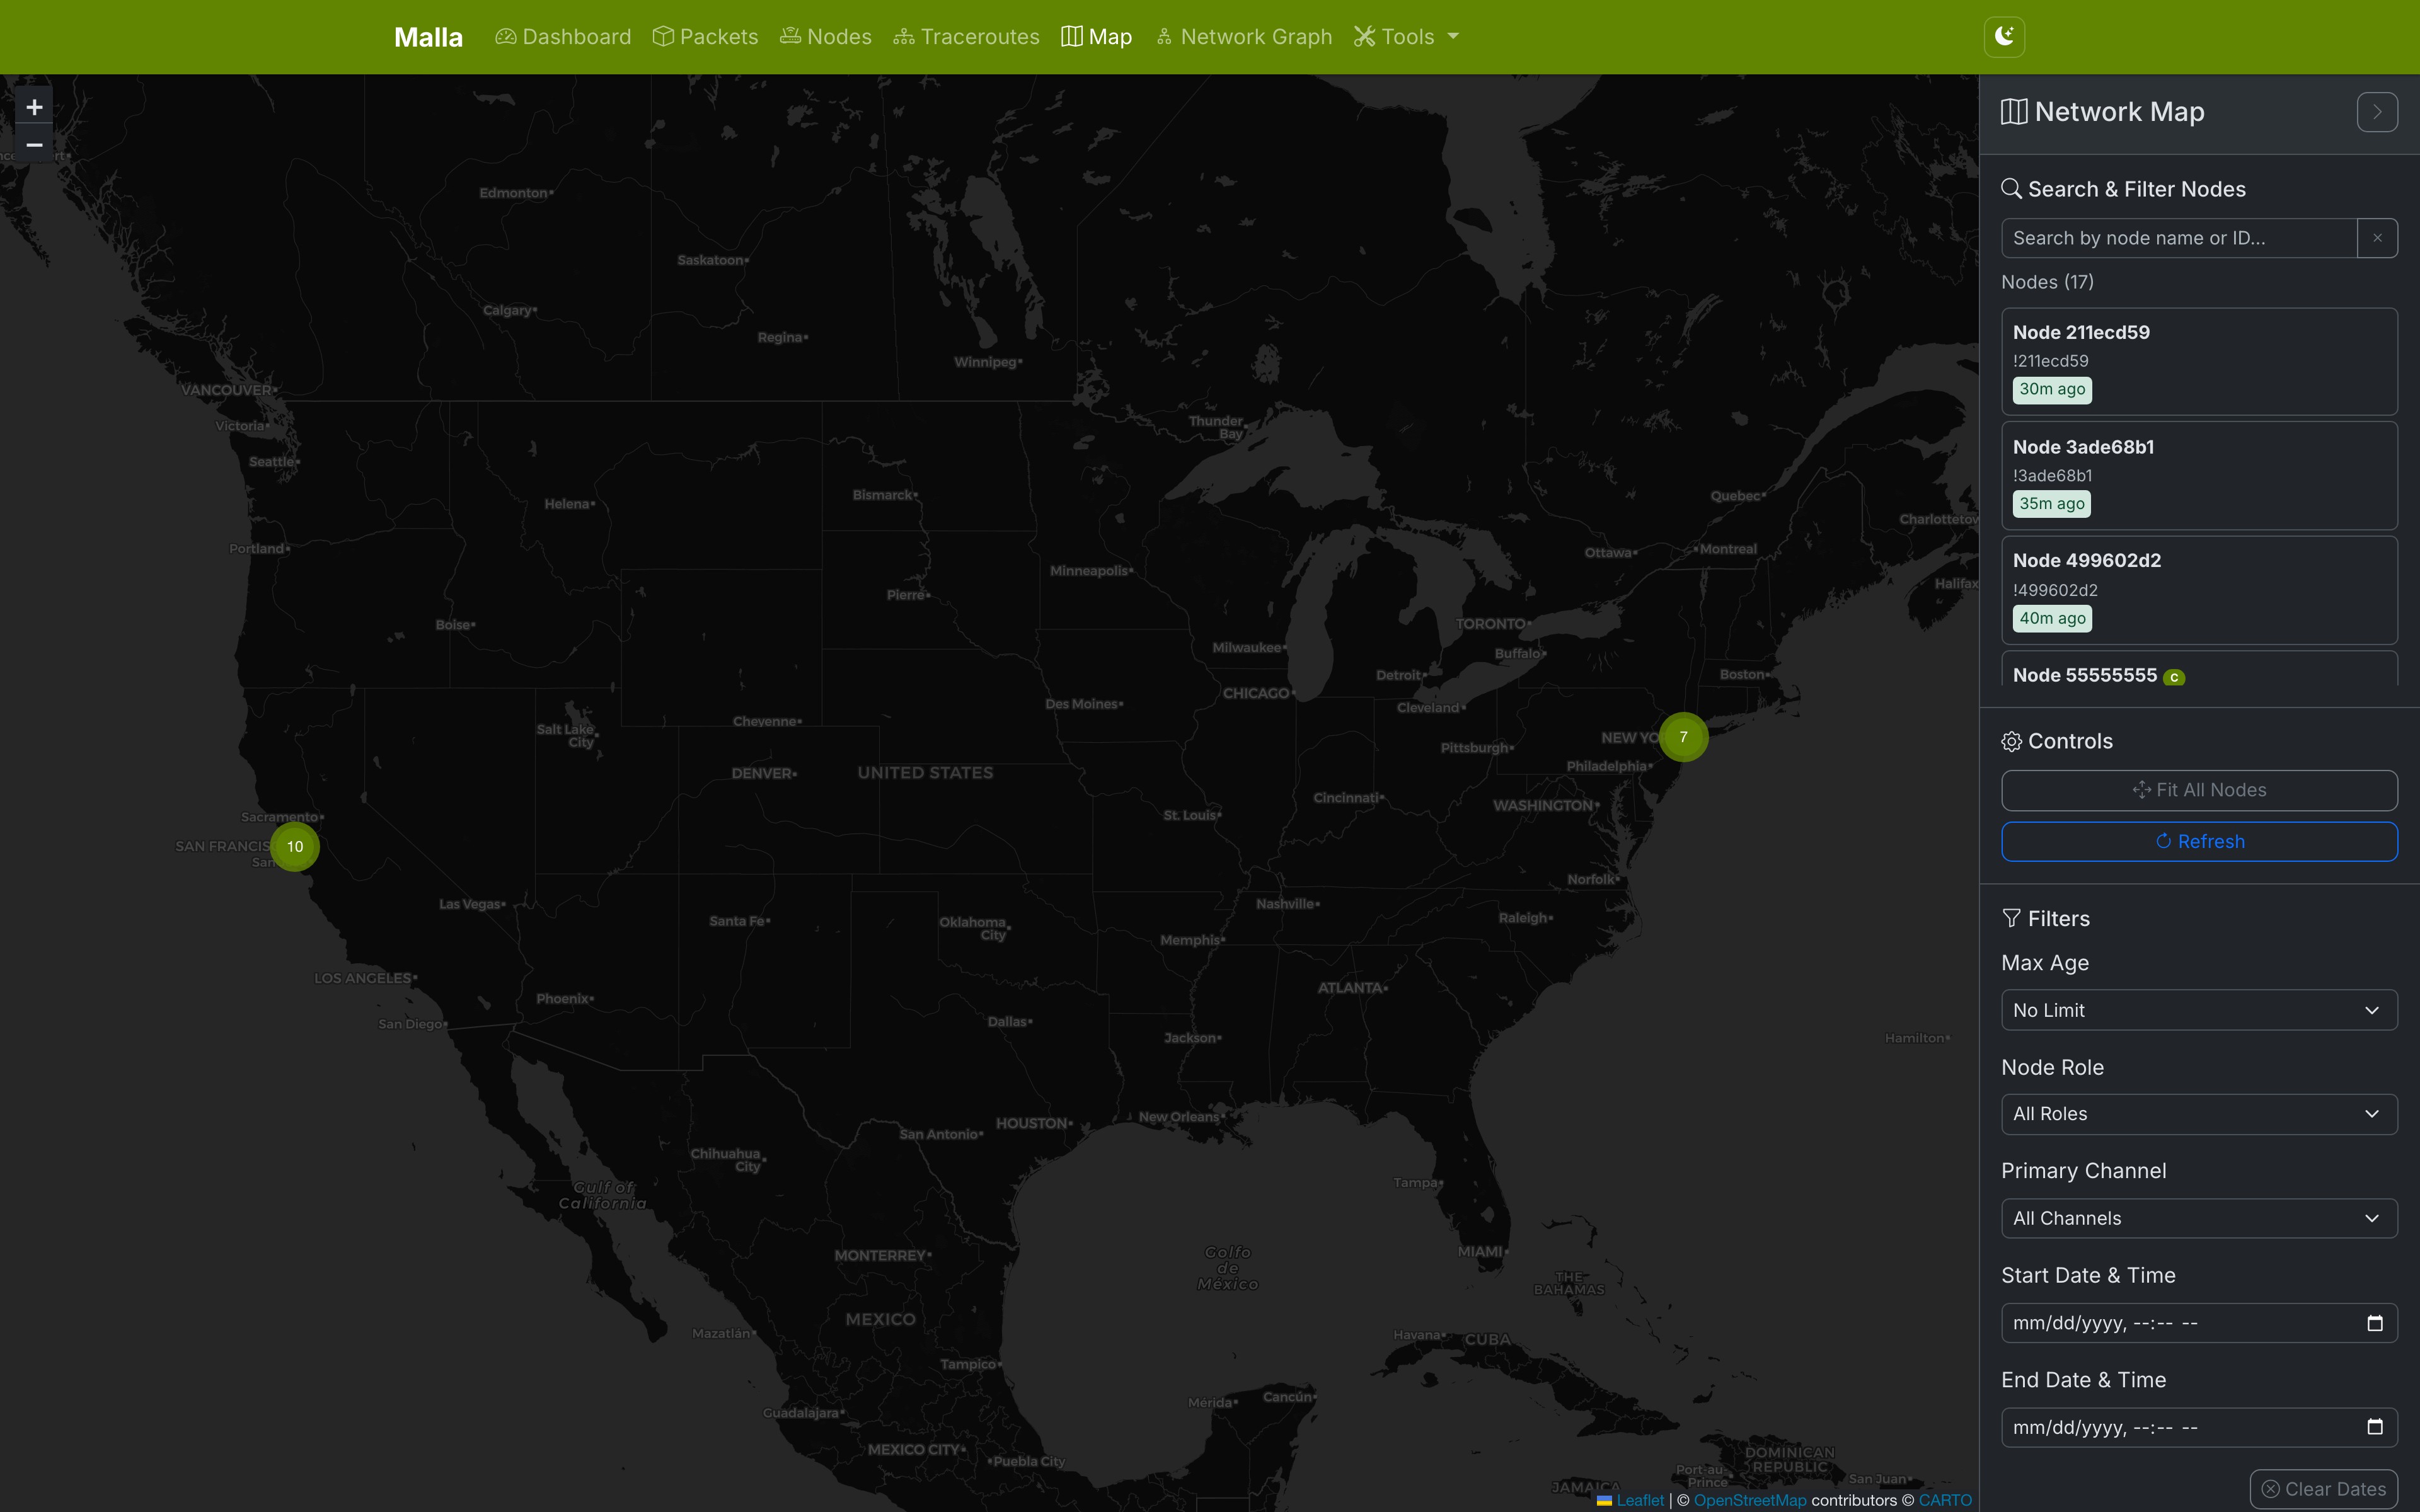 Malla
Dashboard
Packets
Nodes
Traceroutes
Map
Network Graph
Tools
+
−
Edmonton
Saskatoon
Calgary
Regina
Winnipeg
VANCOUVER
Victoria
Seattle
Thunder
Bay
Helena
Bismarck
Quebec
Portland
Ottawa
Montreal
Minneapolis
Pierre
Halifax
Boise
TORONTO
Milwaukee
Buffalo
Detroit
Boston
CHICAGO
Des Moines
Cleveland
Cheyenne
Salt Lake
City
NEW YO
7
Pittsburgh
Philadelphia
DENVER
UNITED STATES
Cincinnati
WASHINGTON
Sacramento
St. Louis
SAN FRANCIS
10
San
Norfolk
Las Vegas
Nashville
Santa Fe
Oklahoma
City
Raleigh
Memphis
LOS ANGELES
ATLANTA
Phoenix
San Diego
Dallas
Jackson
Hamilton
New Orleans
HOUSTON
San Antonio
Chihuahua
City
Gulf of
California
Tampa
MONTERREY
MIAMI
Golfo
de
México
THE
BAHAMAS
MEXICO
Mazatlán
Havana
CUBA
Tampico
Mérida
Cancún
Guadalajara
MEXICO CITY
Puebla City
DOMINICAN
REPUBLIC
Port-au-
Prince
San Juan
JAMAICA
Leaflet | © OpenStreetMap contributors © CARTO
Network Map
Search & Filter Nodes
Search by node name or ID...
Nodes (17)
Node 211ecd59
!211ecd59
30m ago
Node 3ade68b1
!3ade68b1
35m ago
Node 499602d2
!499602d2
40m ago
Node 55555555 C
Controls
Fit All Nodes
Refresh
Filters
Max Age
No Limit
Node Role
All Roles
Primary Channel
All Channels
Start Date & Time
mm/dd/yyyy, --:-- --
End Date & Time
mm/dd/yyyy, --:-- --
Clear Dates